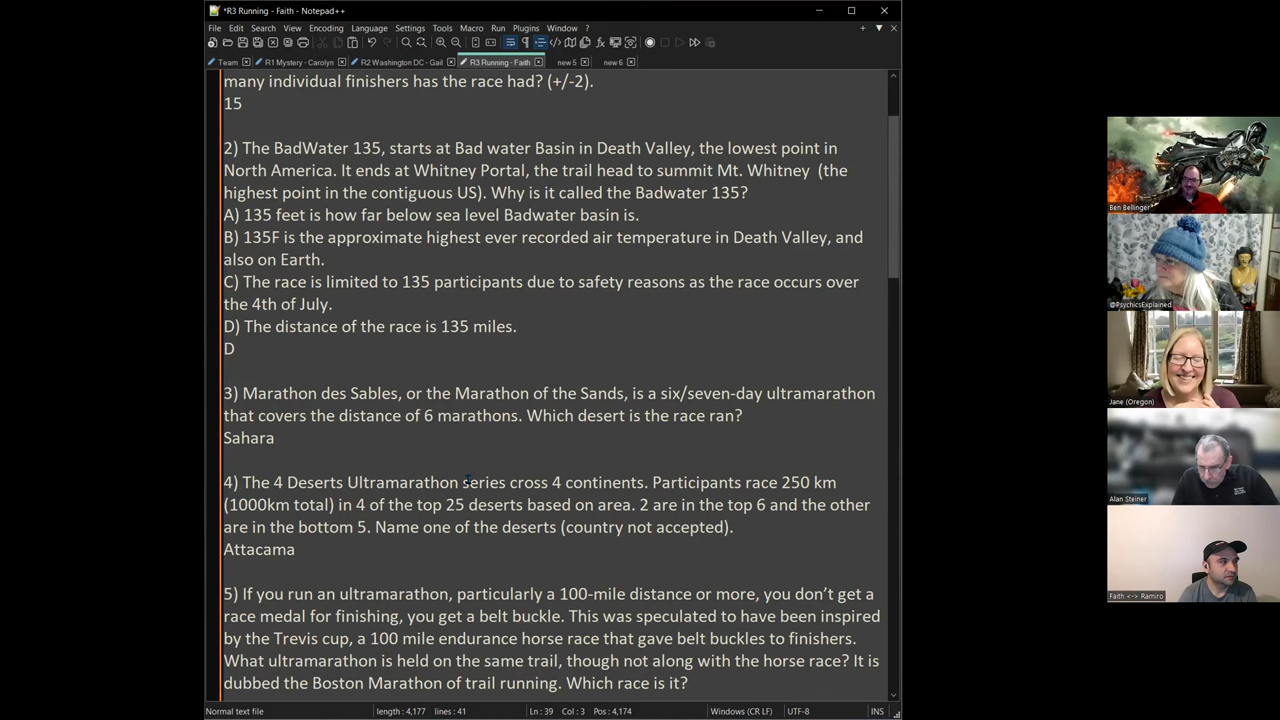 *R3 Running - Faith - Notepad++
File Edit Search View Encoding Language Settings Tools Macro Run Plugins Window ?
Team R1 Mystery - Carolyn R2 Washington DC - Gail R3 Running - Faith new 5 new 6
many individual finishers has the race had? (+/-2).
15
2) The BadWater 135, starts at Bad water Basin in Death Valley, the lowest point in
North America. It ends at Whitney Portal, the trail head to summit Mt. Whitney  (the
highest point in the contiguous US). Why is it called the Badwater 135?
A) 135 feet is how far below sea level Badwater basin is.
B) 135F is the approximate highest ever recorded air temperature in Death Valley, and
also on Earth.
C) The race is limited to 135 participants due to safety reasons as the race occurs over
the 4th of July.
D) The distance of the race is 135 miles.
D
3) Marathon des Sables, or the Marathon of the Sands, is a six/seven-day ultramarathon
that covers the distance of 6 marathons. Which desert is the race ran?
Sahara
4) The 4 Deserts Ultramarathon series cross 4 continents. Participants race 250 km
(1000km total) in 4 of the top 25 deserts based on area. 2 are in the top 6 and the other
are in the bottom 5. Name one of the deserts (country not accepted).
Attacama
5) If you run an ultramarathon, particularly a 100-mile distance or more, you don’t get a
race medal for finishing, you get a belt buckle. This was speculated to have been inspired
by the Trevis cup, a 100 mile endurance horse race that gave belt buckles to finishers.
What ultramarathon is held on the same trail, though not along with the horse race? It is
dubbed the Boston Marathon of trail running. Which race is it?
Normal text file length : 4,177 lines : 41 Ln : 39 Col : 3 Pos : 4,174 Windows (CR LF) UTF-8 INS
Ben Bellinger
@PsychicsExplained
Jane (Oregon)
Alan Steiner
Faith <-> Ramiro